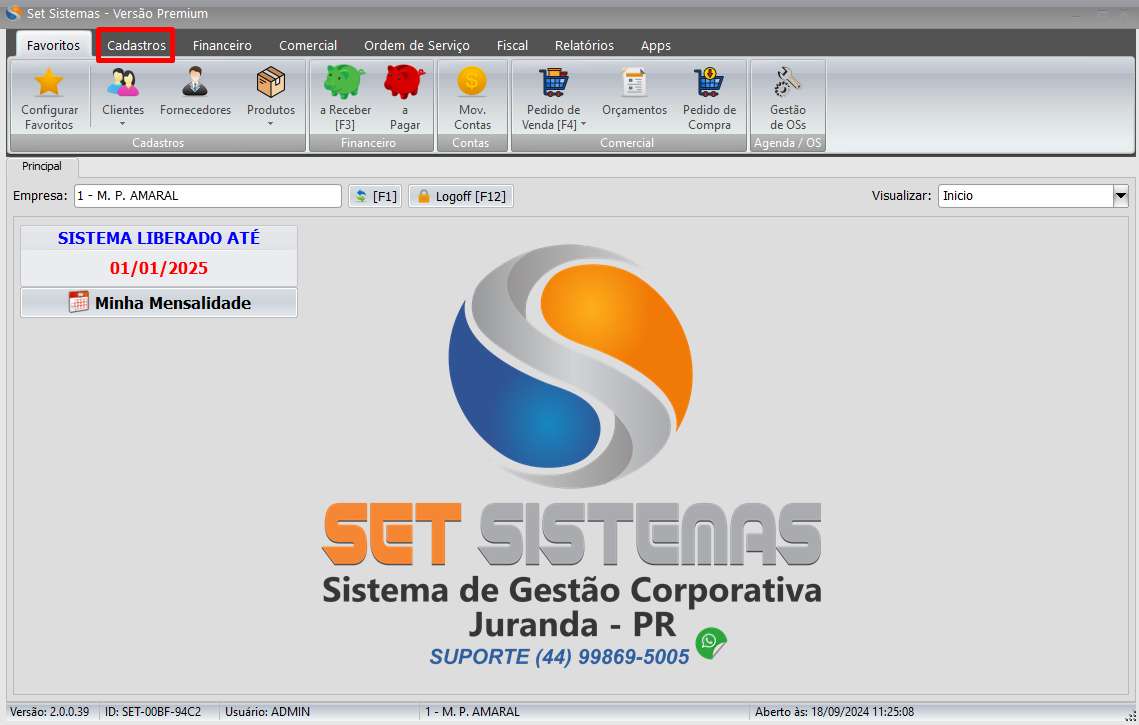 Set Sistemas - Versão Premium
Favoritos Cadastros Financeiro Comercial Ordem de Serviço Fiscal Relatórios Apps
Configurar Favoritos
Clientes
Fornecedores
Produtos
a Receber [F3]
a Pagar
Mov. Contas
Pedido de Venda [F4]
Orçamentos
Pedido de Compra
Gestão de OSs
Cadastros Financeiro Contas Comercial Agenda / OS
Principal
Empresa: 1 - M. P. AMARAL [F1] Logoff [F12] Visualizar: Inicio
SISTEMA LIBERADO ATÉ
01/01/2025
Minha Mensalidade
SET SISTEMAS
Sistema de Gestão Corporativa
Juranda - PR
SUPORTE (44) 99869-5005
Versão: 2.0.0.39 ID: SET-00BF-94C2 Usuário: ADMIN 1 - M. P. AMARAL Aberto às: 18/09/2024 11:25:08